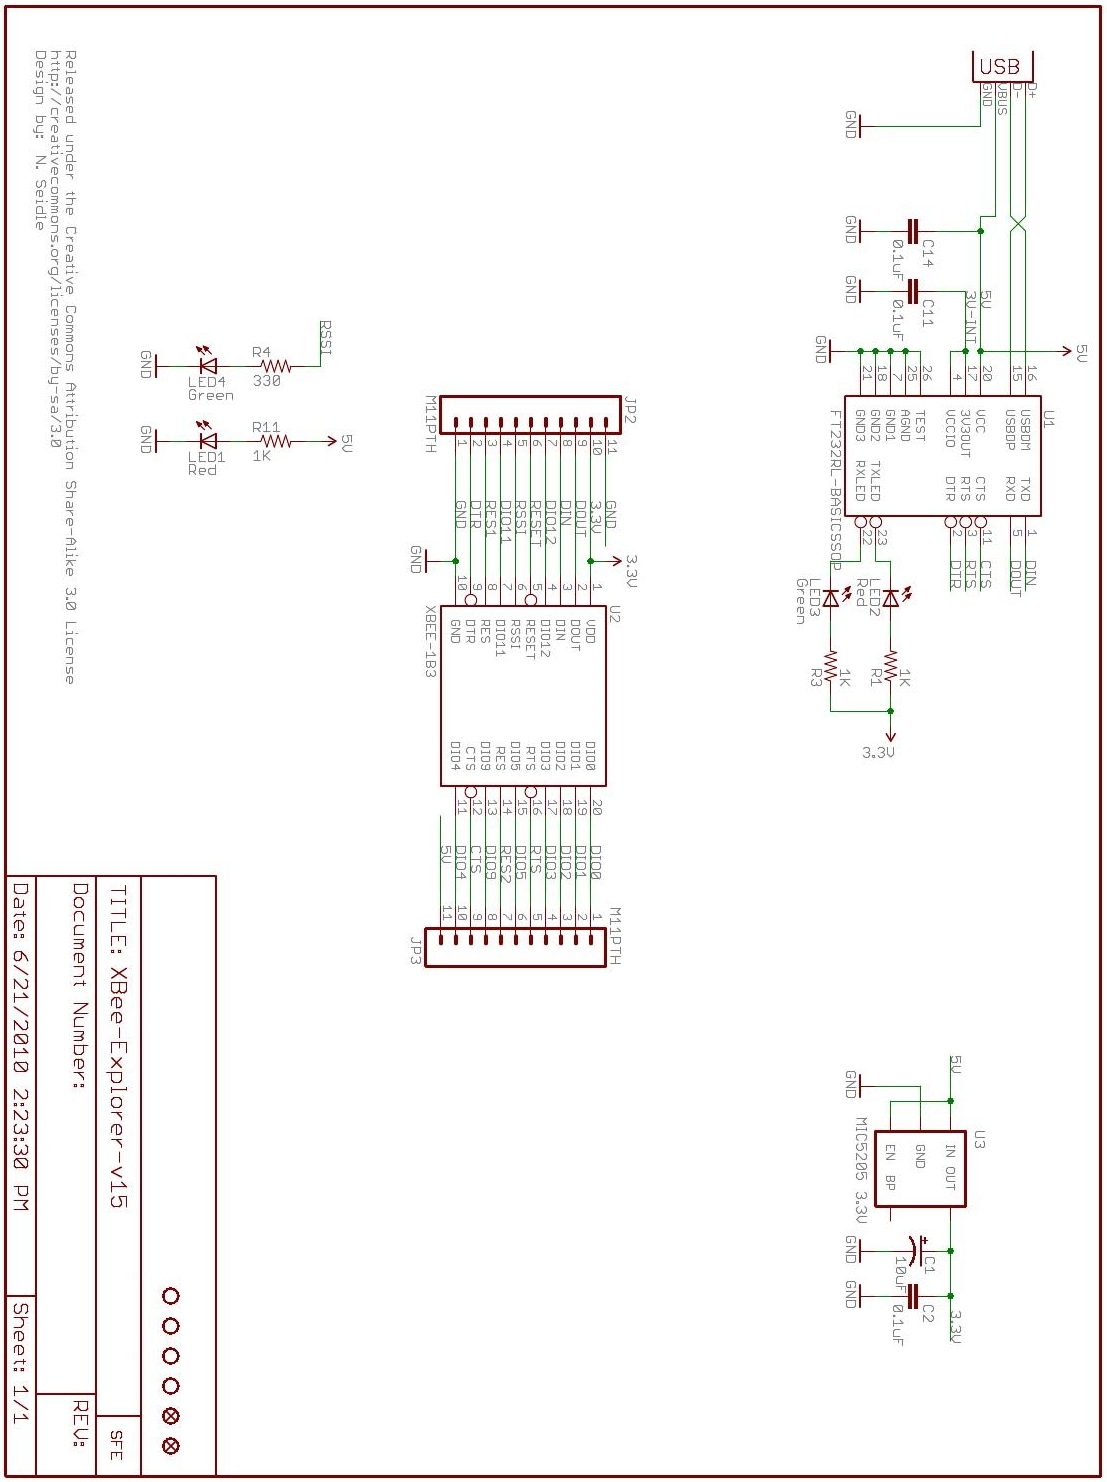 USB
D+
D-
VBUS
GND
GND
GND
C14
0.1uF
GND
C11
0.1uF
5V
3V-INT
5V
GND
U1
FT232RL-BASICSSOP
16
15
20
17
4
26
25
7
18
21
USBDM
USBDP
VCC
3V3OUT
VCCIO
TEST
AGND
GND1
GND2
GND3
TXD
RXD
CTS
RTS
DTR
TXLED
RXLED
1
5
11
3
2
23
22
DIN
DOUT
CTS
RTS
DTR
LED2
Red
LED3
Green
1K
R1
1K
R3
3.3V
5V
GND
U3
IN OUT
GND
EN BP
MIC5205 3.3V
GND
C1
10uF
GND
C2
0.1uF
3.3V
JP2
M11PTH
11
10
9
8
7
6
5
4
3
2
1
GND
3.3V
DOUT
DIN
DIO12
RESET
RSSI
DIO11
RES1
DTR
GND
3.3V
GND
U2
XBEE-1B3
1
2
3
4
5
6
7
8
9
10
VDD
DOUT
DIN
DIO12
RESET
RSSI
DIO11
RES
DTR
GND
DIO0
DIO1
DIO2
DIO3
RTS
DIO5
RES
DIO9
CTS
DIO4
20
19
18
17
16
15
14
13
12
11
DIO0
DIO1
DIO2
DIO3
RTS
DIO5
RES2
DIO9
CTS
DIO4
5V
1
2
3
4
5
6
7
8
9
10
11
M11PTH
JP3
RSSI
R4
330
LED4
Green
GND
5V
R11
1K
LED1
Red
GND
Released under the Creative Commons Attribution Share-Alike 3.0 License
http://creativecommons.org/licenses/by-sa/3.0
Design by: N. Seidle
TITLE: XBee-Explorer-v15
SFE
Document Number:
REV:
Date: 6/21/2010 2:23:30 PM
Sheet: 1/1